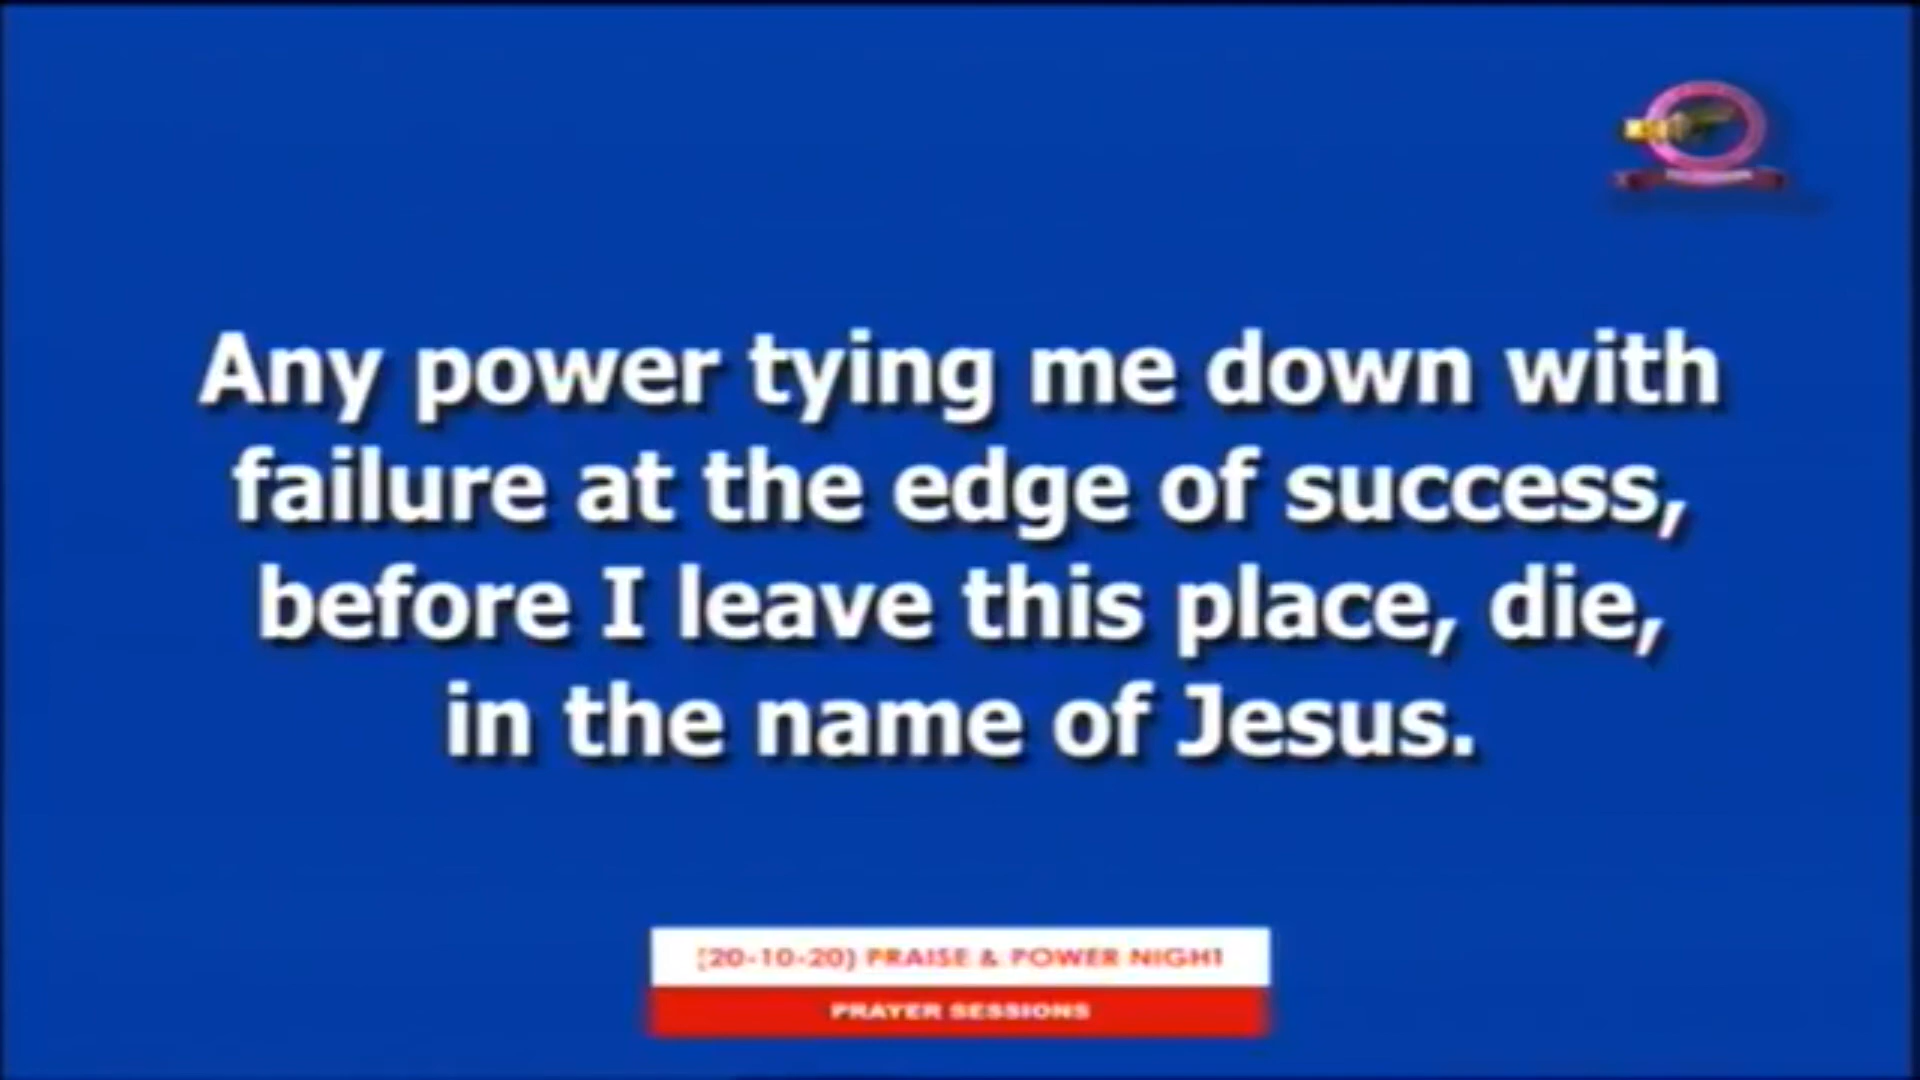 Any power tying me down with
failure at the edge of success,
before I leave this place, die,
in the name of Jesus.
[20-10-20) PRAISE & POWER NIGHT
PRAYER SESSIONS